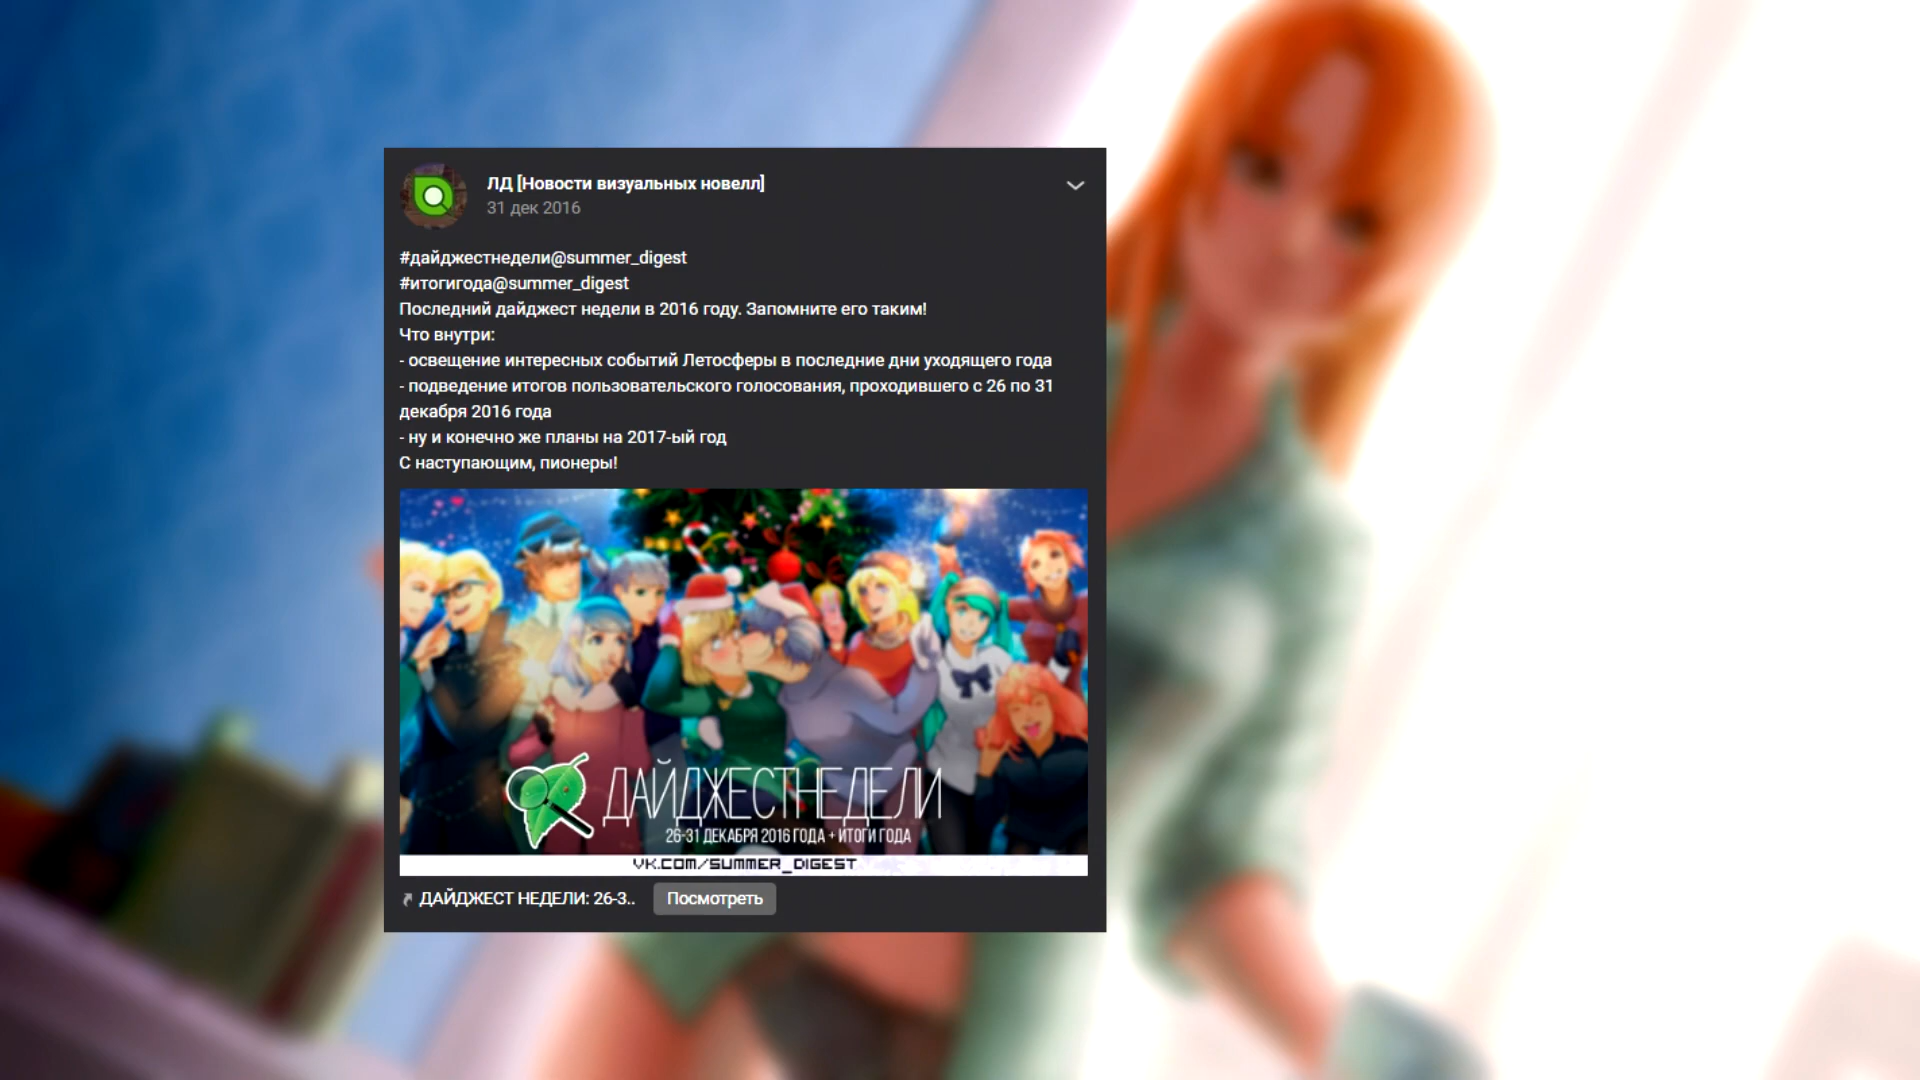 ЛД [Новости визуальных новелл]
31 дек 2016
#дайджестнедели@summer_digest
#итогигода@summer_digest
Последний дайджест недели в 2016 году. Запомните его таким!
Что внутри:
- освещение интересных событий Летосферы в последние дни уходящего года
- подведение итогов пользовательского голосования, проходившего с 26 по 31
декабря 2016 года
- ну и конечно же планы на 2017-ый год
С наступающим, пионеры!
ДАЙДЖЕСТНЕДЕЛИ
26-31 ДЕКАБРЯ 2016 ГОДА + ИТОГИ ГОДА
VK.COM/SUMMER_DIGEST
ДАЙДЖЕСТ НЕДЕЛИ: 26-3.. Посмотреть